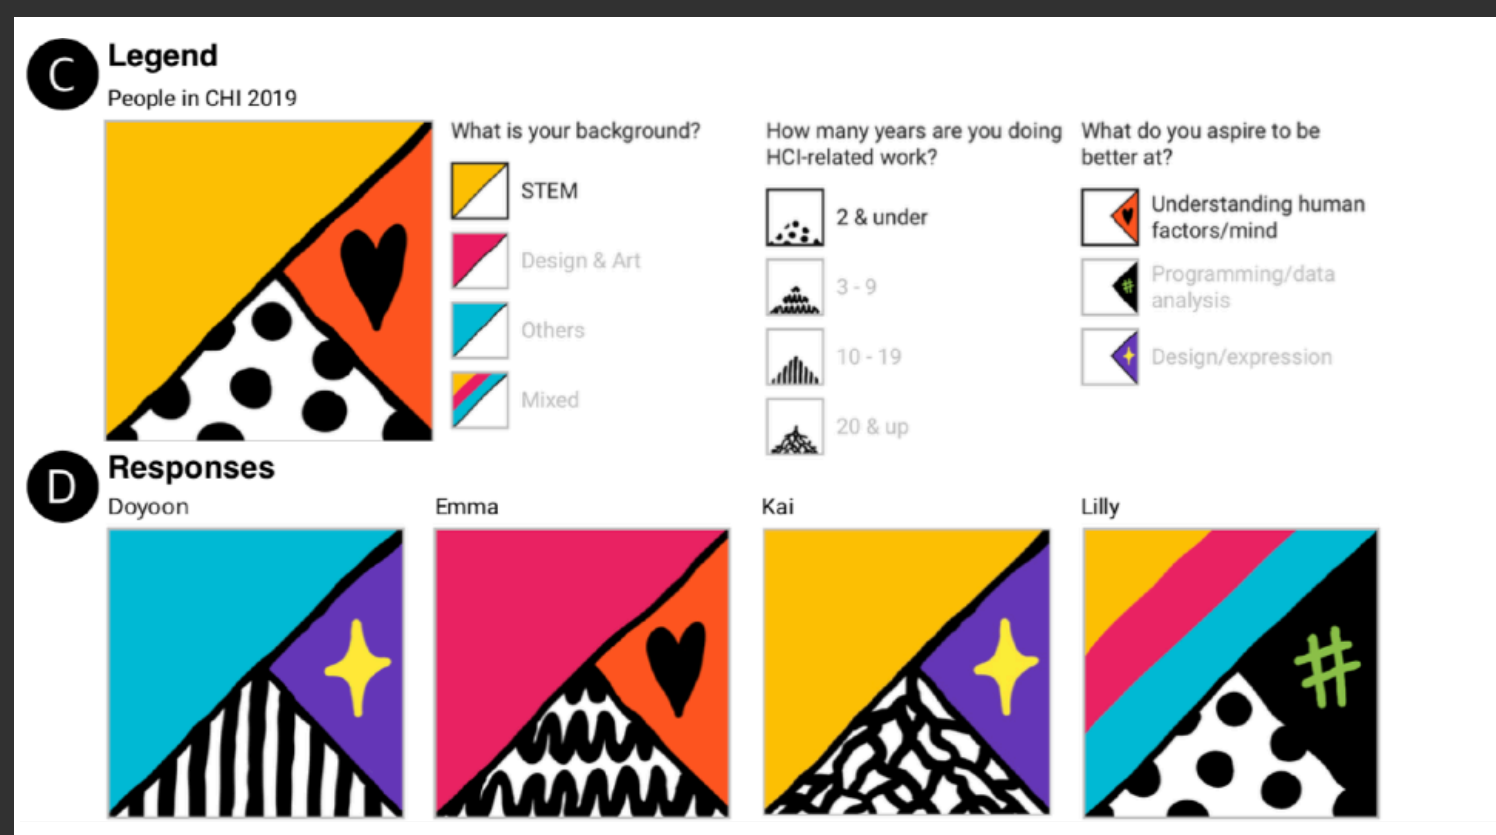 C
Legend
People in CHI 2019
What is your background?
STEM
Design & Art
Others
Mixed
How many years are you doing
HCI-related work?
2 & under
3 - 9
10 - 19
20 & up
What do you aspire to be
better at?
Understanding human
factors/mind
#
Programming/data
analysis
Design/expression
D
Responses
Doyoon
Emma
Kai
Lilly
#